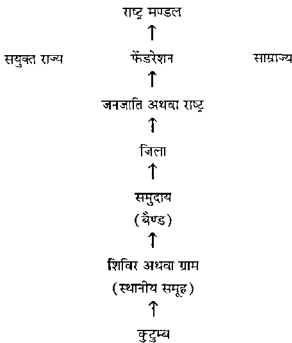 राष्ट्र मण्डल
↑
सयुक्त राज्य फेंडरेशन साम्राज्य
↑
जनजाति अथवा राष्ट्र
↑
जिला
↑
समुदाय
(बैण्ड)
↑
शिविर अथवा ग्राम
(स्थानीय समूह)
↑
कुटुम्ब